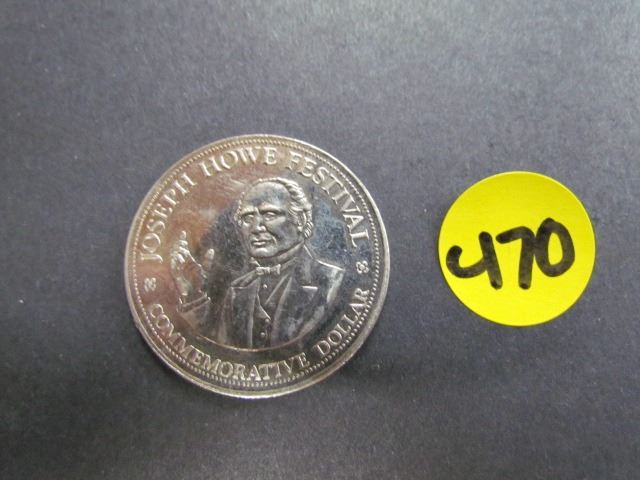 JOSEPH HOWE FESTIVAL
COMMEMORATIVE DOLLAR
470